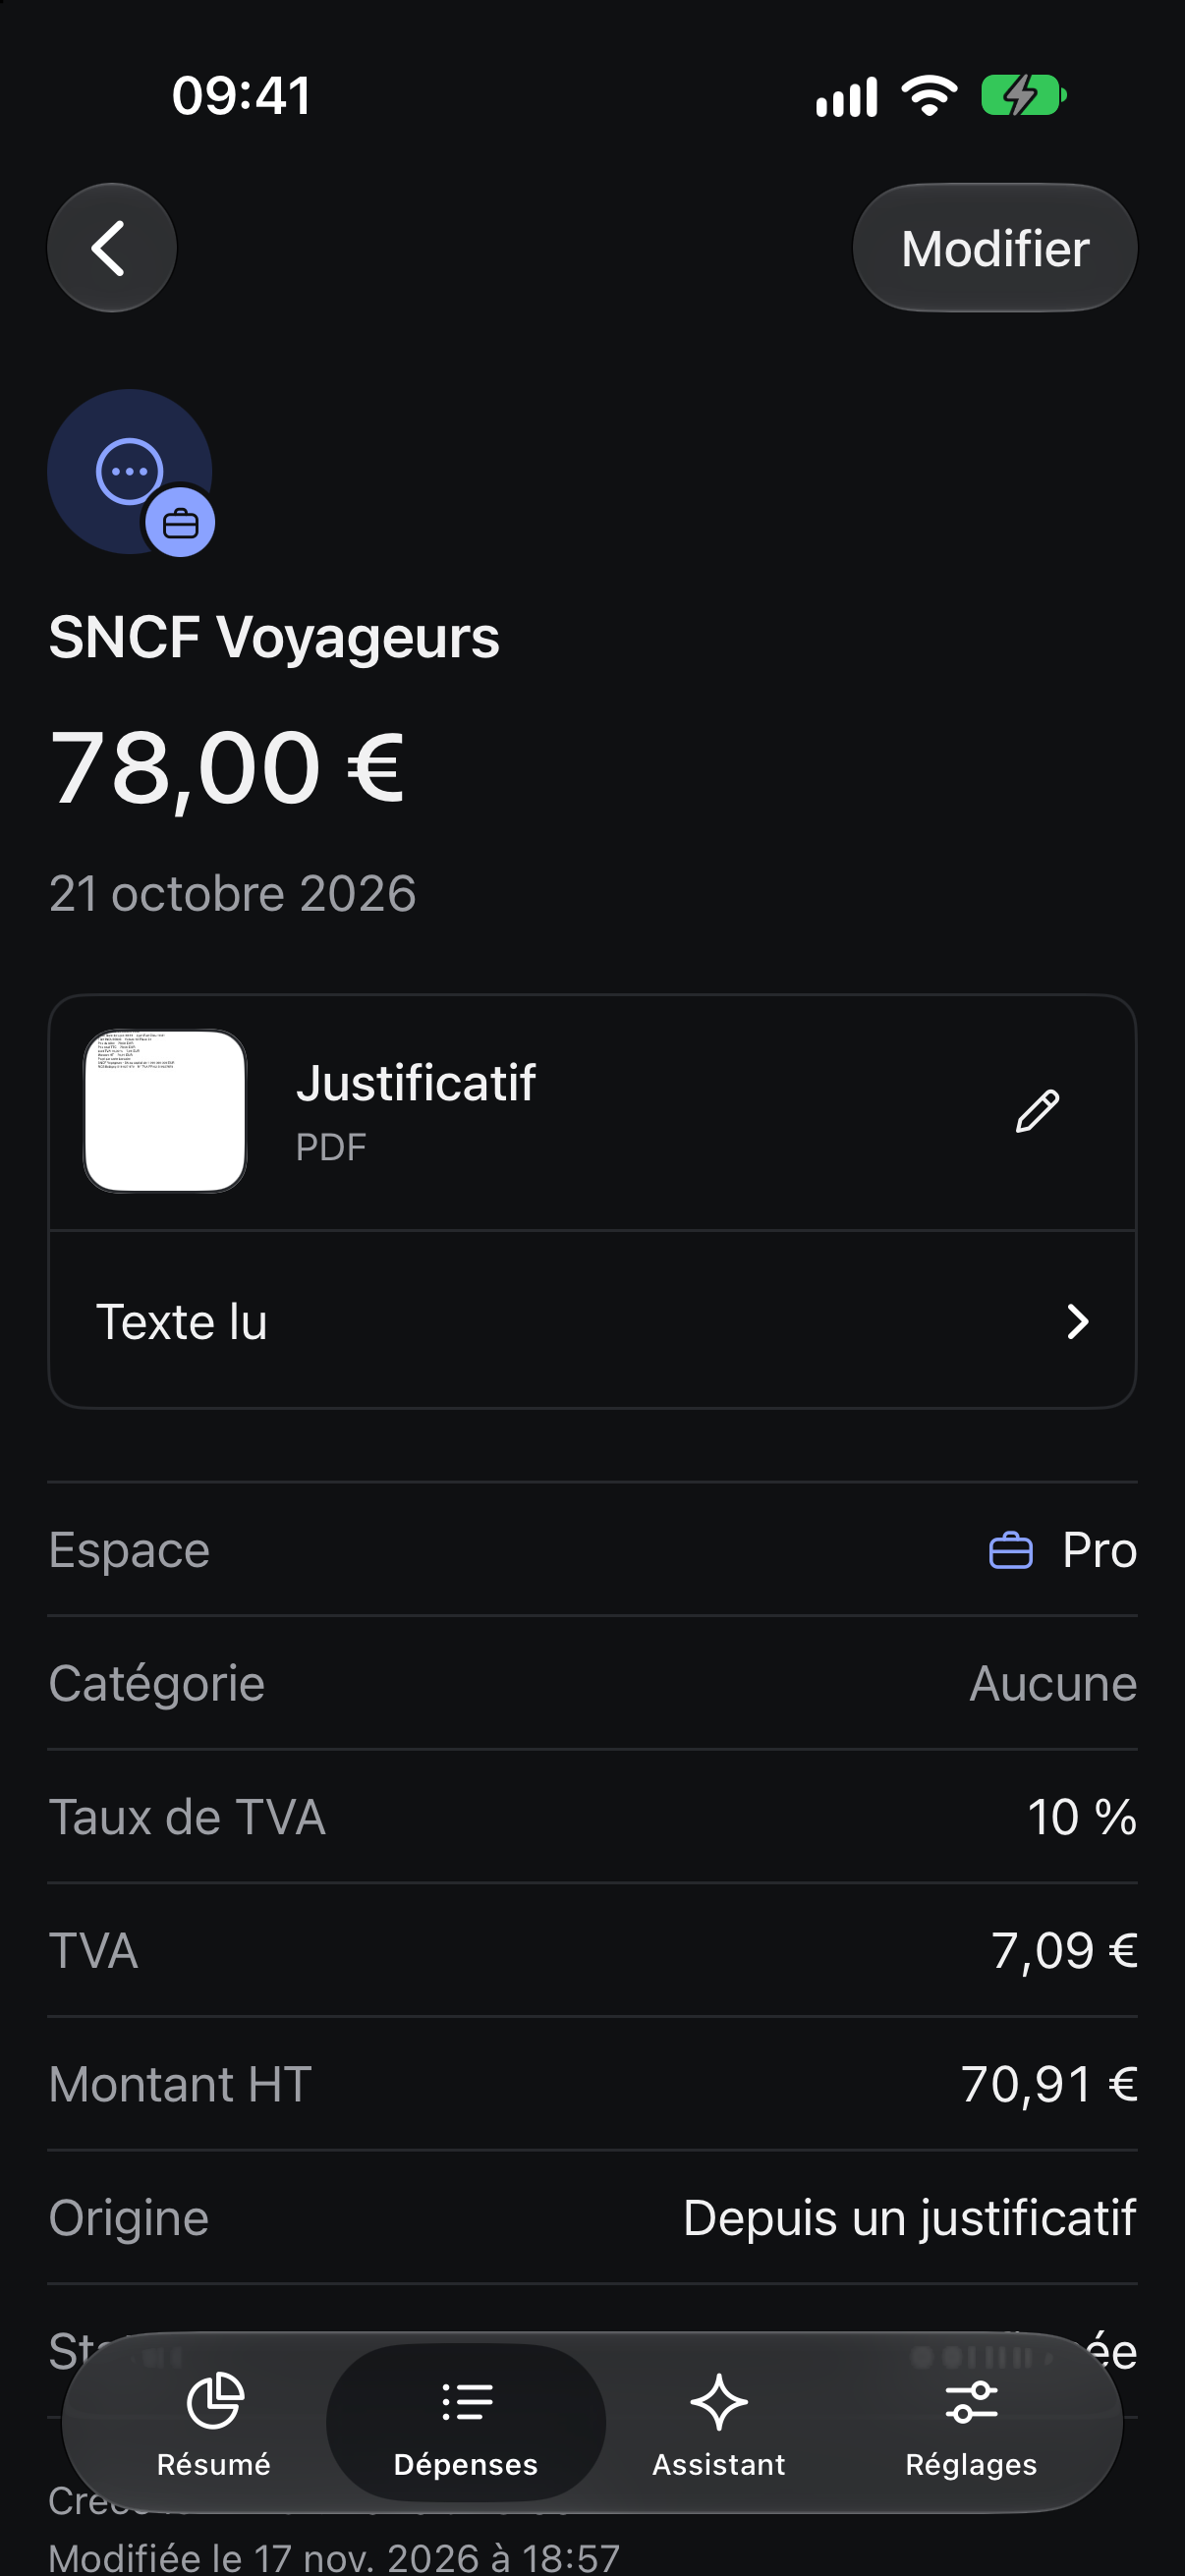 09:41
Modifier
SNCF Voyageurs
78,00 €
21 octobre 2026
Justificatif
PDF
Texte lu
Espace Pro
Catégorie Aucune
Taux de TVA 10 %
TVA 7,09 €
Montant HT 70,91 €
Origine Depuis un justificatif
Résumé
Dépenses
Assistant
Réglages
Modifiée le 17 nov. 2026 à 18:57